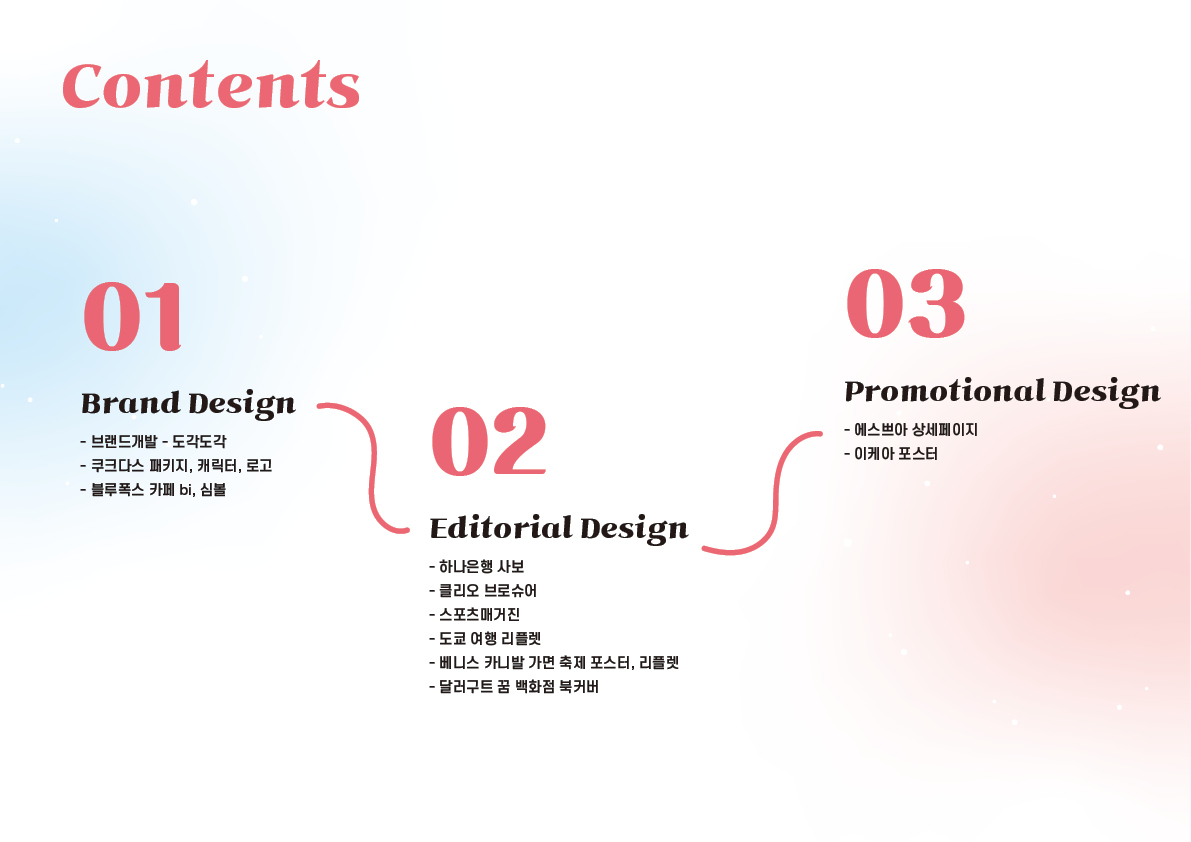 Contents
01
Brand Design
- 브랜드개발 - 도각도각
- 쿠크다스 패키지, 캐릭터, 로고
- 블루폭스 카페 bi, 심볼
02
Editorial Design
- 하나은행 사보
- 클리오 브로슈어
- 스포츠매거진
- 도쿄 여행 리플렛
- 베니스 카니발 가면 축제 포스터, 리플렛
- 달러구트 꿈 백화점 북커버
03
Promotional Design
- 에스쁘아 상세페이지
- 이케아 포스터